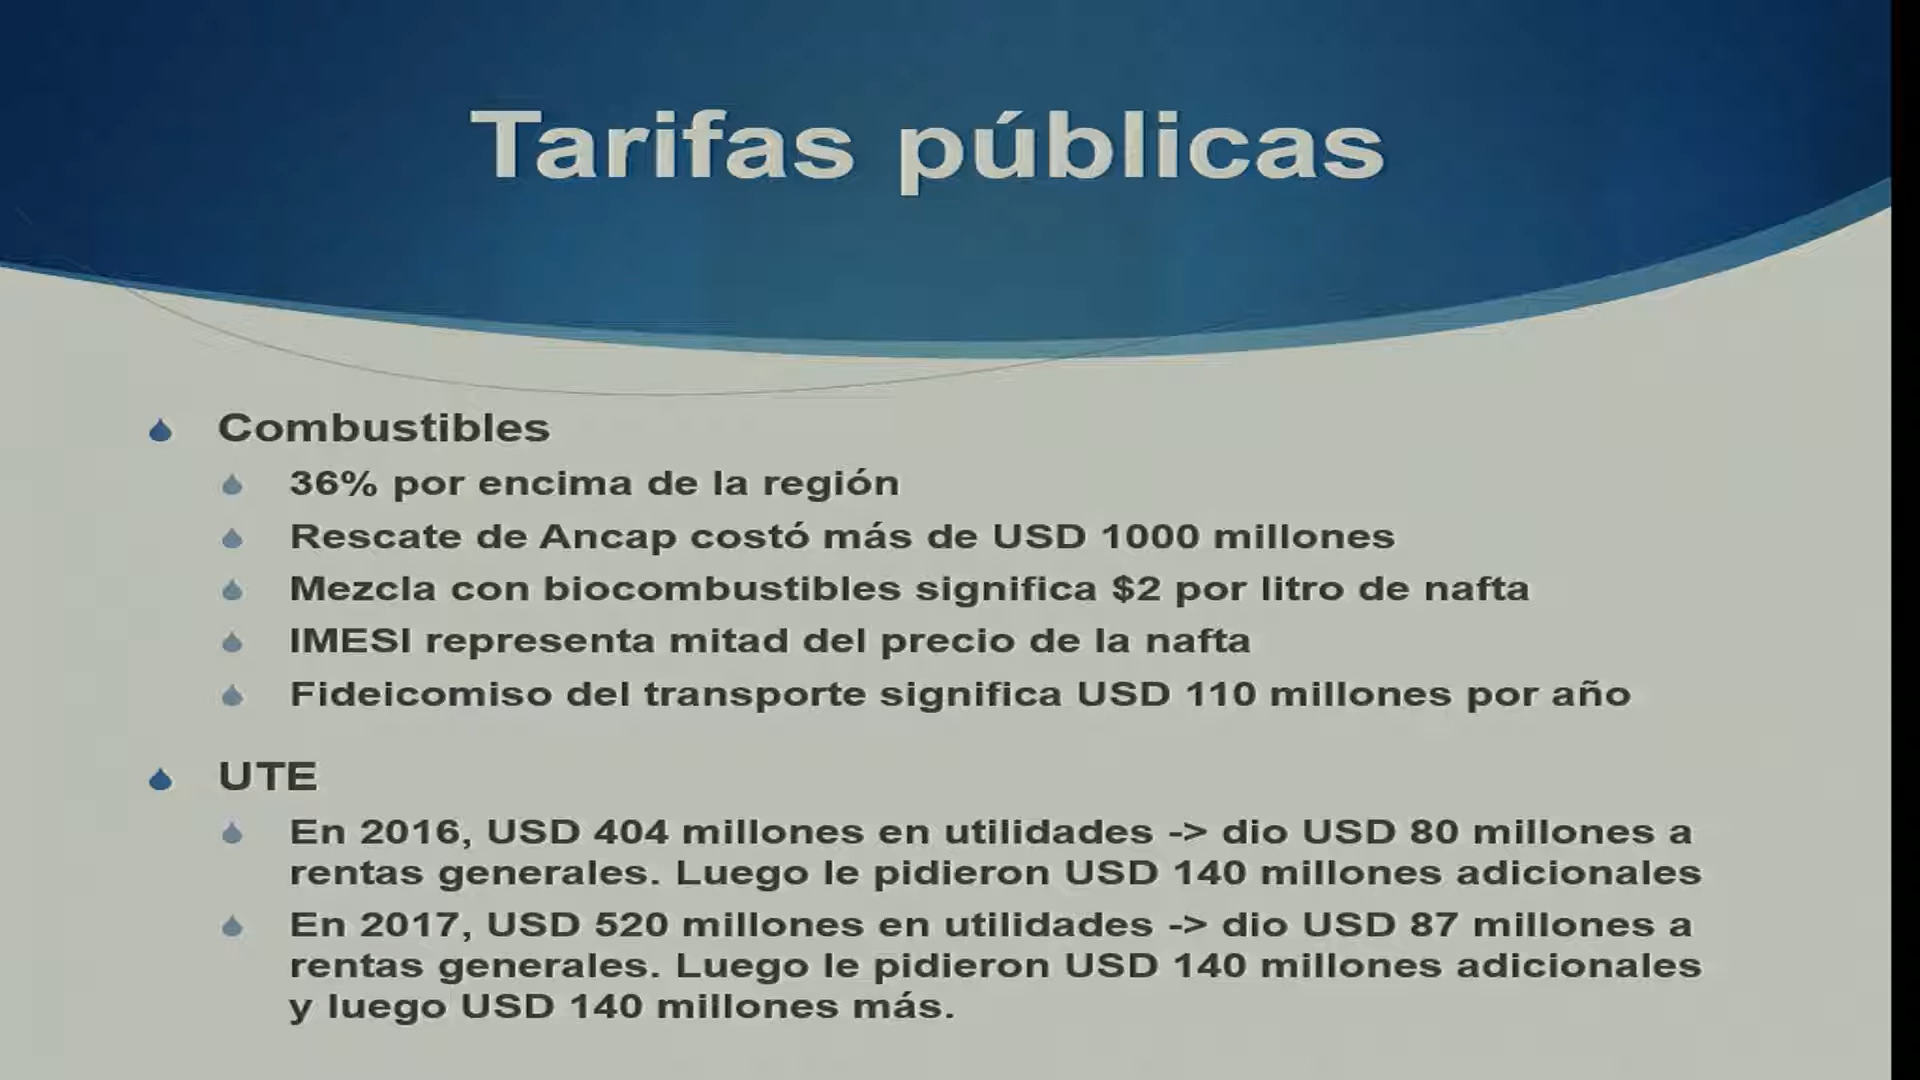 Tarifas públicas
Combustibles
36% por encima de la región
Rescate de Ancap costó más de USD 1000 millones
Mezcla con biocombustibles significa $2 por litro de nafta
IMESI representa mitad del precio de la nafta
Fideicomiso del transporte significa USD 110 millones por año
UTE
En 2016, USD 404 millones en utilidades -> dio USD 80 millones a
rentas generales. Luego le pidieron USD 140 millones adicionales
En 2017, USD 520 millones en utilidades -> dio USD 87 millones a
rentas generales. Luego le pidieron USD 140 millones adicionales
y luego USD 140 millones más.